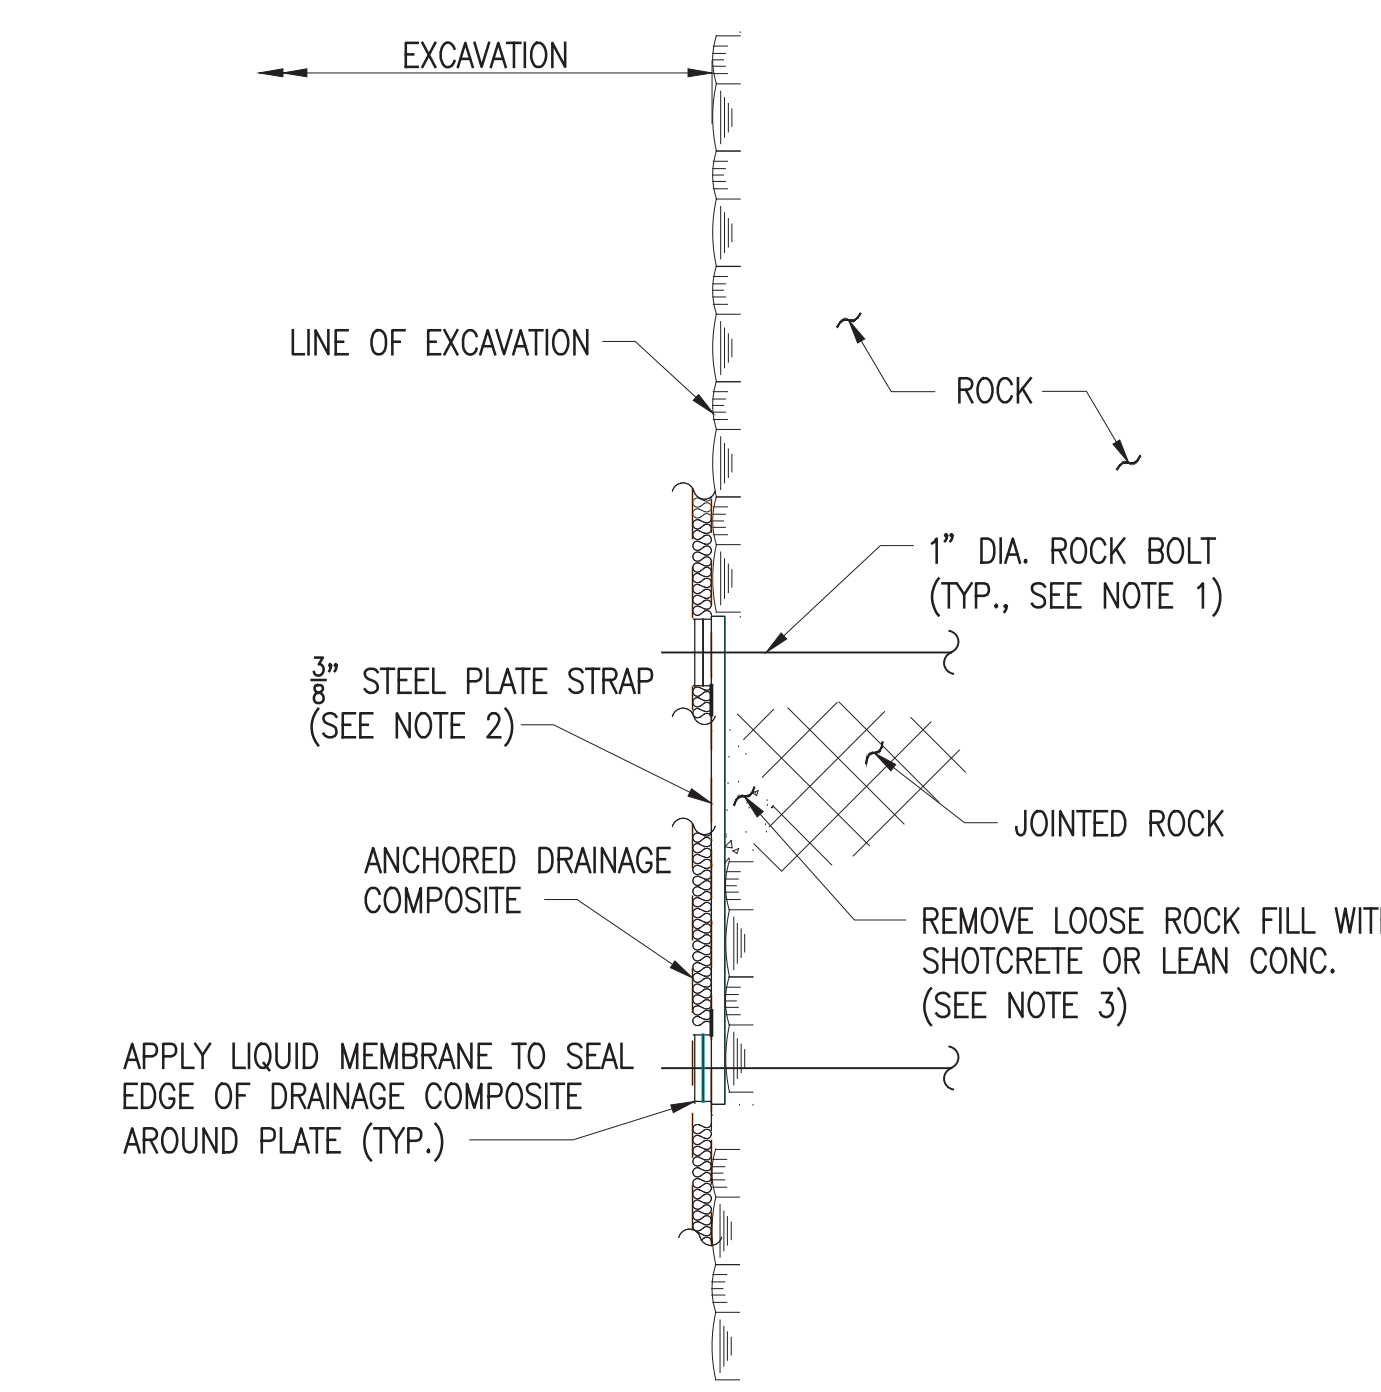 EXCAVATION
LINE OF EXCAVATION
ROCK
1" DIA. ROCK BOLT
(TYP., SEE NOTE 1)
3/8" STEEL PLATE STRAP
(SEE NOTE 2)
JOINTED ROCK
ANCHORED DRAINAGE
COMPOSITE
REMOVE LOOSE ROCK FILL WIT
SHOTCRETE OR LEAN CONC.
(SEE NOTE 3)
APPLY LIQUID MEMBRANE TO SEAL
EDGE OF DRAINAGE COMPOSITE
AROUND PLATE (TYP.)